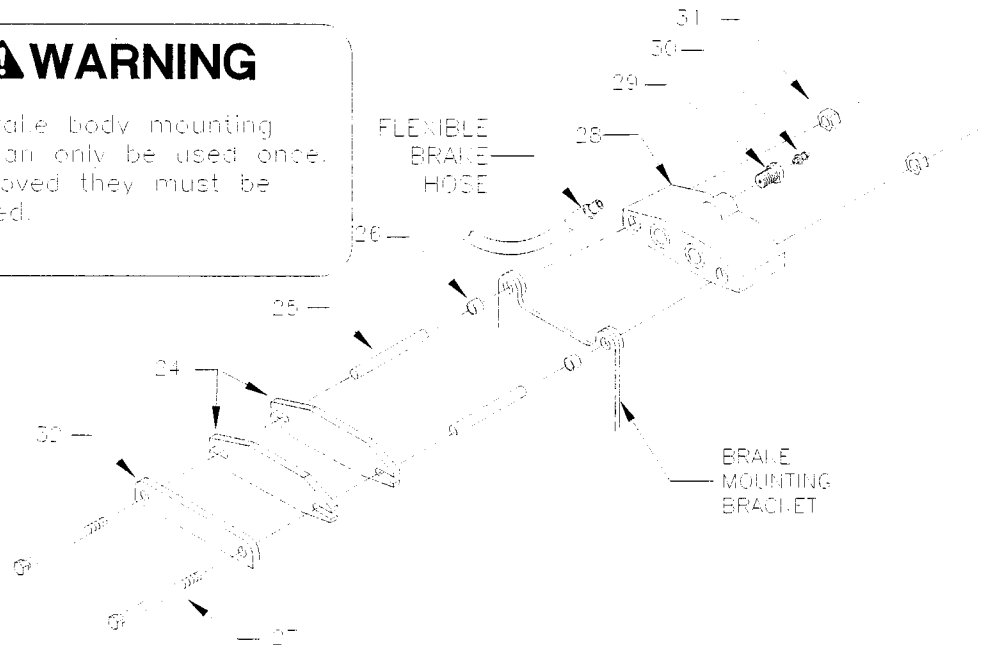 WARNING
body mounting
only be used once.
they must be
31
30
29
28
FLEXIBLE
BRAKE
HOSE
26
25
24
32
BRAKE
MOUNTING
BRACKET
27